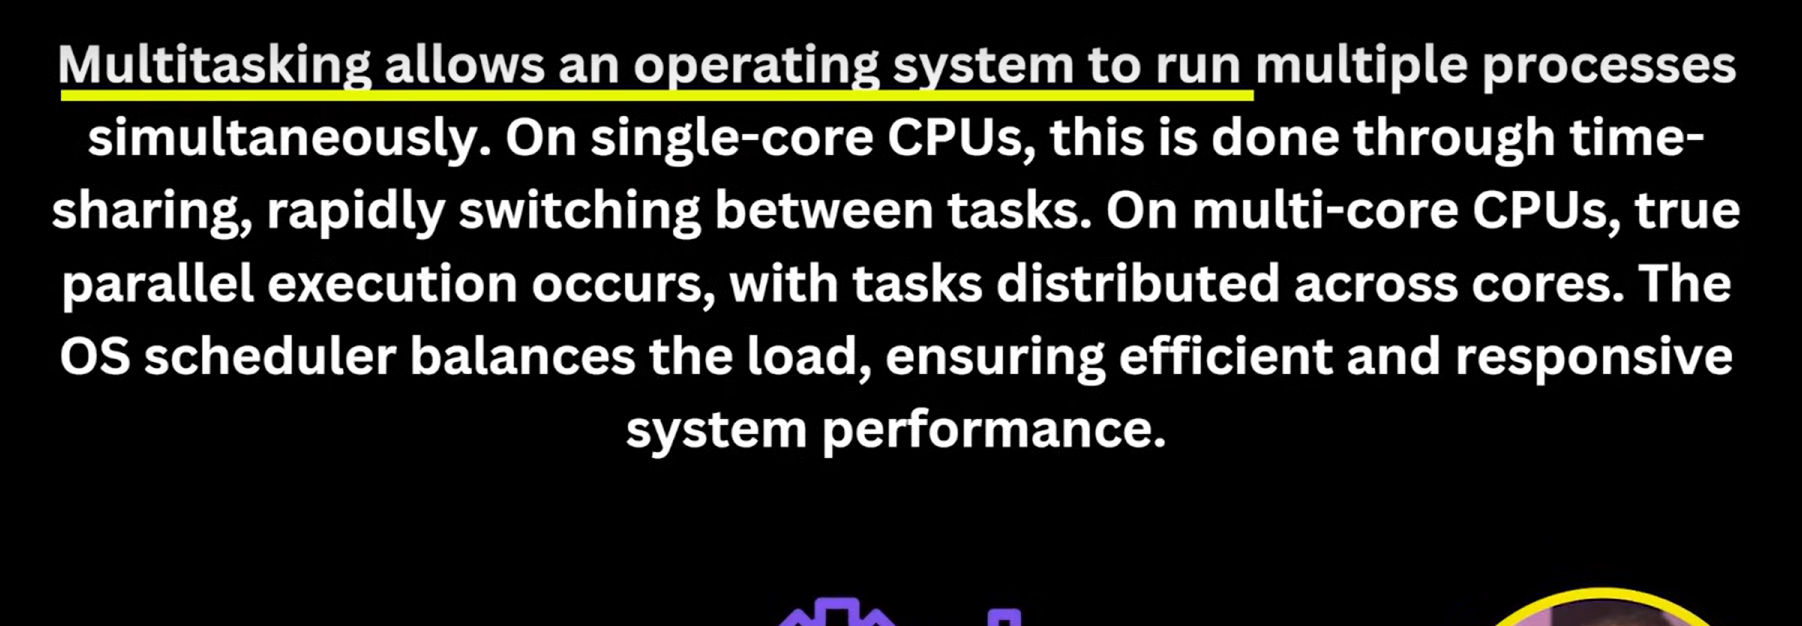 Multitasking allows an operating system to run multiple processes
simultaneously. On single-core CPUs, this is done through time-
sharing, rapidly switching between tasks. On multi-core CPUs, true
parallel execution occurs, with tasks distributed across cores. The
OS scheduler balances the load, ensuring efficient and responsive
system performance.